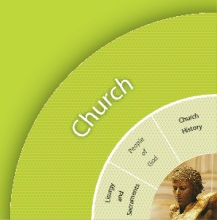 Church
Church
History
People
of
God
Liturgy
and
Sacraments